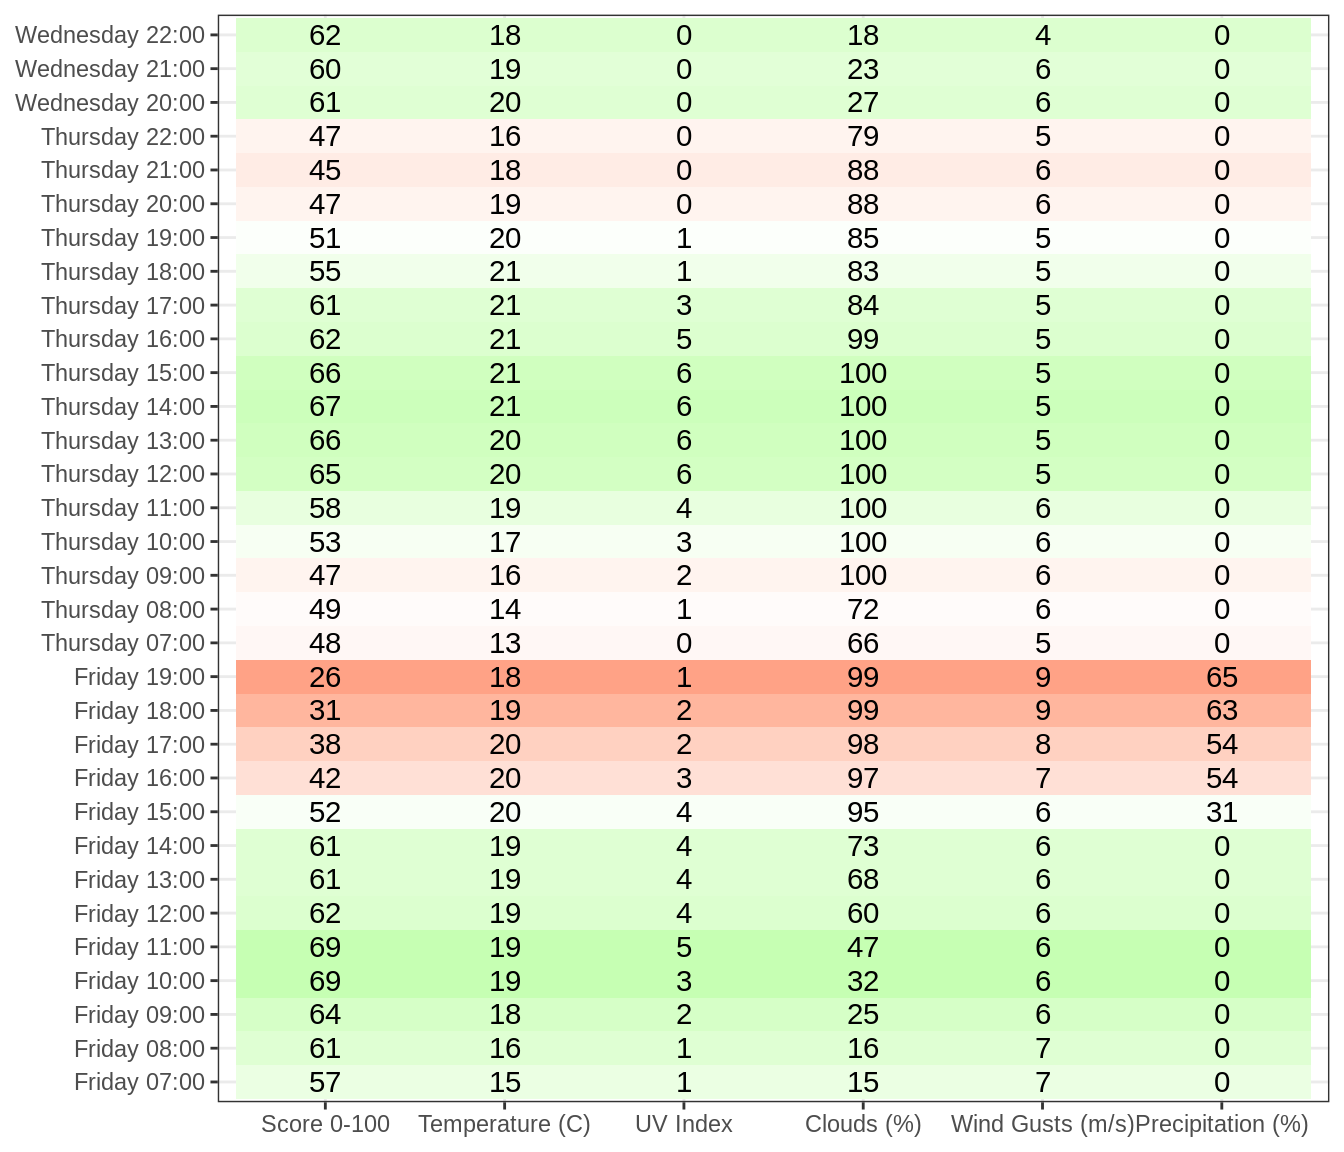 Wednesday 22:00 62 18 0 18 4 0
Wednesday 21:00 60 19 0 23 6 0
Wednesday 20:00 61 20 0 27 6 0
Thursday 22:00 47 16 0 79 5 0
Thursday 21:00 45 18 0 88 6 0
Thursday 20:00 47 19 0 88 6 0
Thursday 19:00 51 20 1 85 5 0
Thursday 18:00 55 21 1 83 5 0
Thursday 17:00 61 21 3 84 5 0
Thursday 16:00 62 21 5 99 5 0
Thursday 15:00 66 21 6 100 5 0
Thursday 14:00 67 21 6 100 5 0
Thursday 13:00 66 20 6 100 5 0
Thursday 12:00 65 20 6 100 5 0
Thursday 11:00 58 19 4 100 6 0
Thursday 10:00 53 17 3 100 6 0
Thursday 09:00 47 16 2 100 6 0
Thursday 08:00 49 14 1 72 6 0
Thursday 07:00 48 13 0 66 5 0
Friday 19:00 26 18 1 99 9 65
Friday 18:00 31 19 2 99 9 63
Friday 17:00 38 20 2 98 8 54
Friday 16:00 42 20 3 97 7 54
Friday 15:00 52 20 4 95 6 31
Friday 14:00 61 19 4 73 6 0
Friday 13:00 61 19 4 68 6 0
Friday 12:00 62 19 4 60 6 0
Friday 11:00 69 19 5 47 6 0
Friday 10:00 69 19 3 32 6 0
Friday 09:00 64 18 2 25 6 0
Friday 08:00 61 16 1 16 7 0
Friday 07:00 57 15 1 15 7 0
Score 0-100 Temperature (C) UV Index Clouds (%) Wind Gusts (m/s) Precipitation (%)